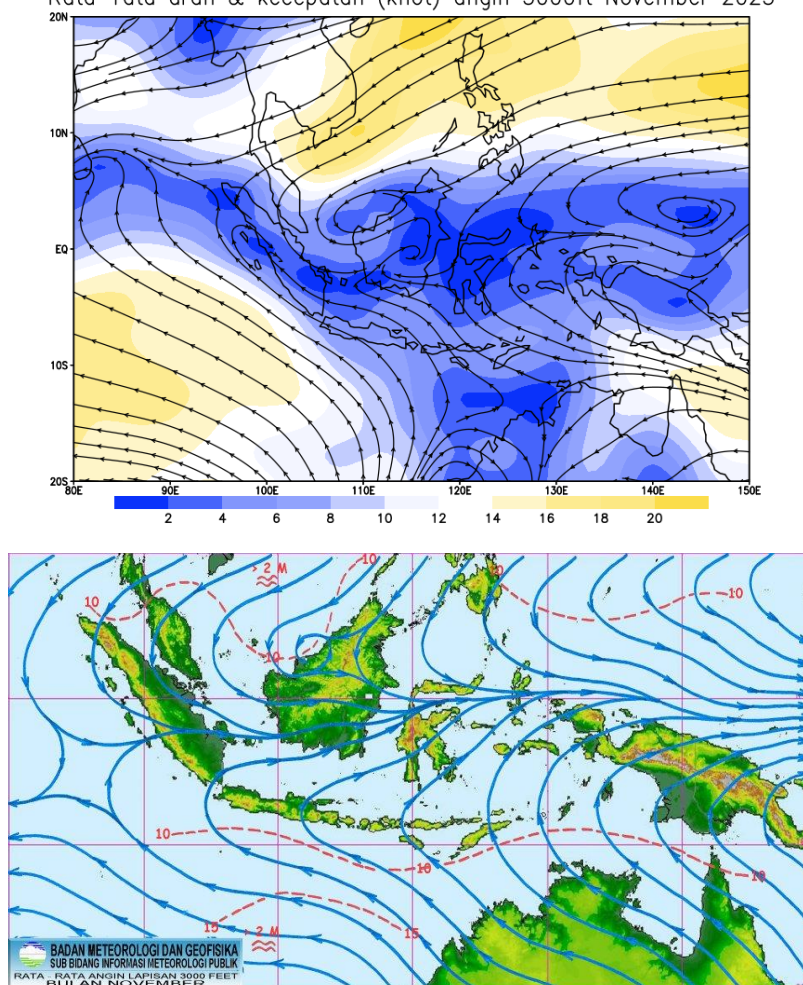 Rata-rata arah & kecepatan (knot) angin 3000ft November 2023
20N
10N
EQ
10S
20S
80E 90E 100E 110E 120E 130E 140E 150E
2 4 6 8 10 12 14 16 18 20
> 2 M
10
10
10
10
10
10
10
10
15
15
> 2 M
BADAN METEOROLOGI DAN GEOFISIKA
SUB BIDANG INFORMASI METEOROLOGI PUBLIK
RATA - RATA ANGIN LAPISAN 3000 FEET
BULAN NOVEMBER